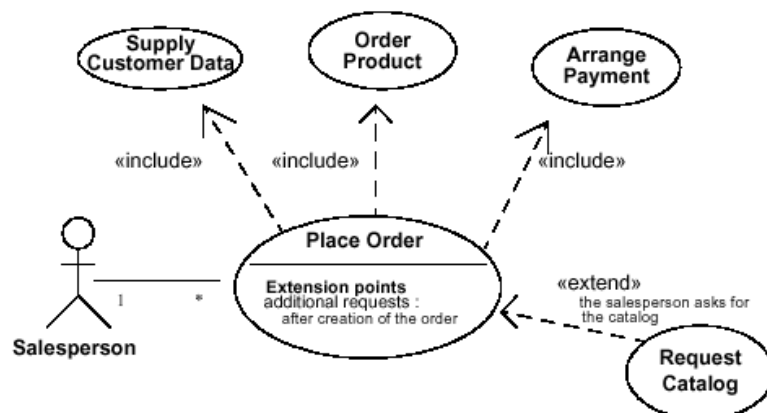 Supply
Customer Data
Order
Product
Arrange
Payment
«include»
«include»
«include»
Place Order
Extension points
additional requests :
after creation of the order
1
*
Salesperson
«extend»
the salesperson asks for
the catalog
Request
Catalog